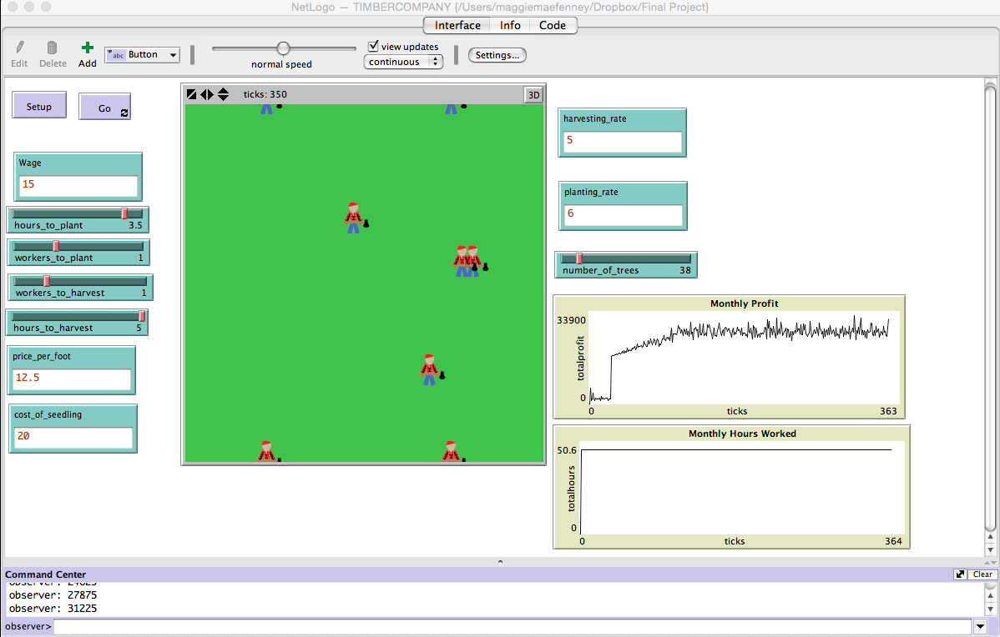 NetLogo — TIMBERCOMPANY {/Users/maggiemaefenney/Dropbox/Final Project}
Interface Info Code
Edit Delete Add abc Button normal speed view updates continuous Settings...
Setup Go
ticks: 350 3D
Wage
15
hours_to_plant 3.5
workers_to_plant 1
workers_to_harvest 1
hours_to_harvest 5
price_per_foot
12.5
cost_of_seedling
20
harvesting_rate
5
planting_rate
6
number_of_trees 38
Monthly Profit
33900
totalprofit
0
0 ticks 363
Monthly Hours Worked
50.6
totalhours
0
0 ticks 364
Command Center Clear
observer:
observer: 27875
observer: 31225
observer>